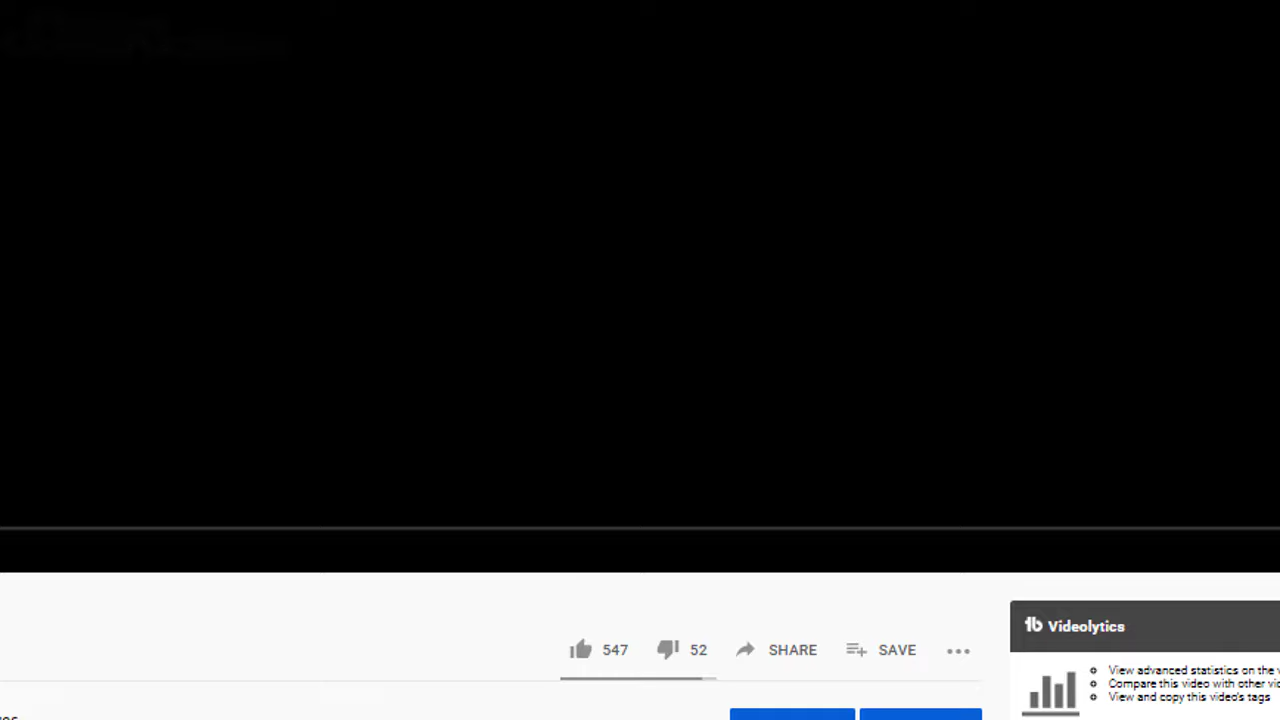 547 52 SHARE SAVE
tb Videolytics
View advanced statistics on the
Compare this video with other
View and copy this video's tags